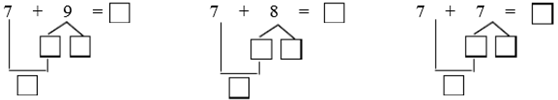 7 + 9 = □ 7 + 8 = □ 7 + 7 = □